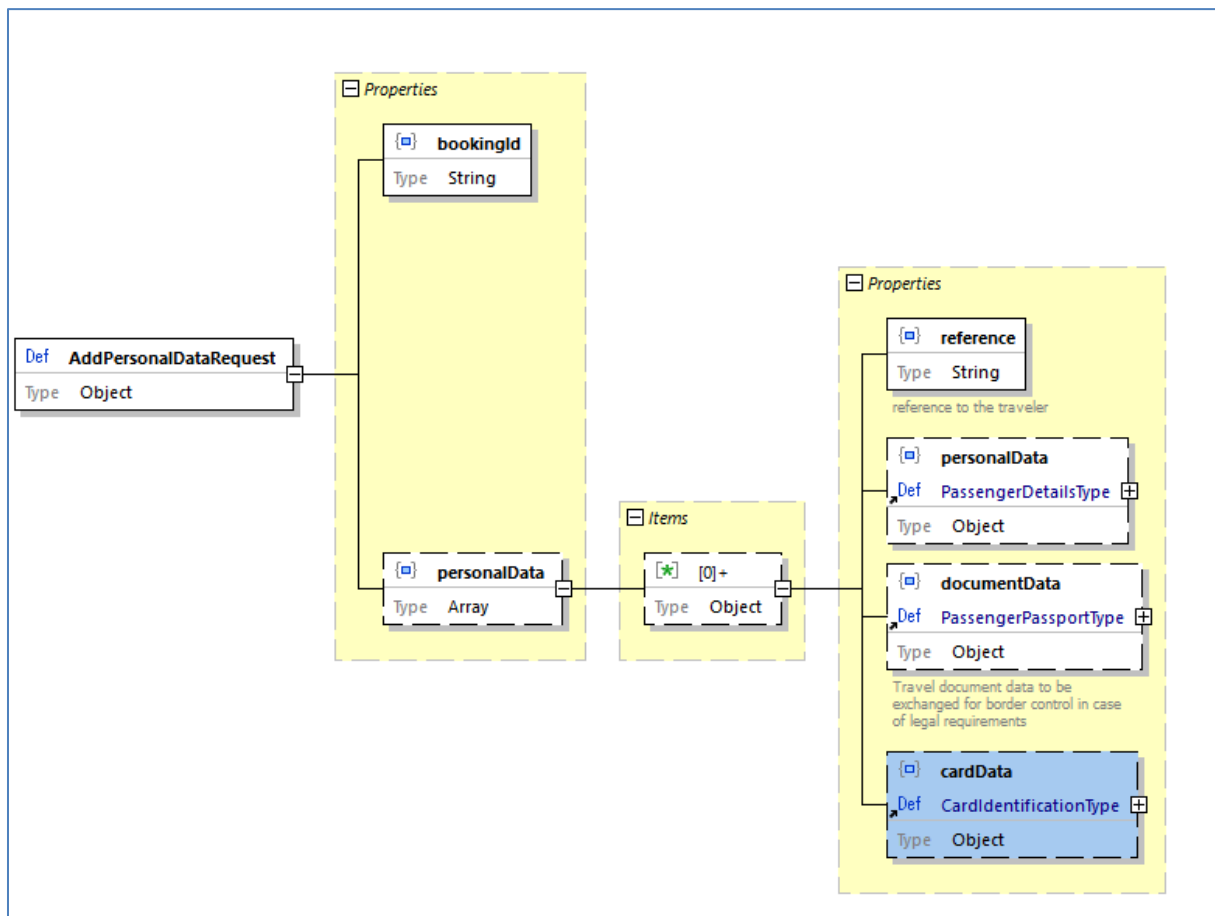 Properties
bookingId
Type String
Def AddPersonalDataRequest
Type Object
personalData
Type Array
Items
[*] [0]+
Type Object
Properties
reference
Type String
reference to the traveler
personalData
Def PassengerDetailsType
Type Object
documentData
Def PassengerPassportType
Type Object
Travel document data to be
exchanged for border control in case
of legal requirements
cardData
Def CardIdentificationType
Type Object